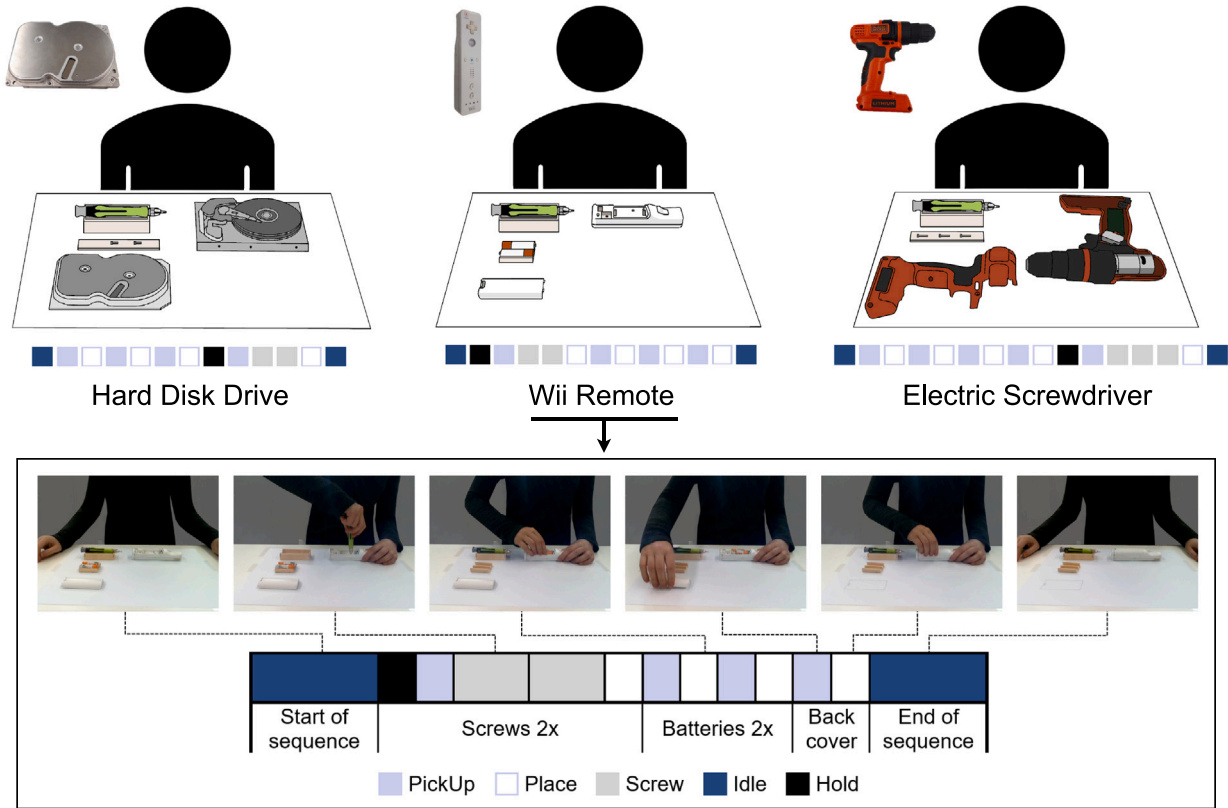 LITHIUM
Hard Disk Drive
Wii Remote
Electric Screwdriver
Start of
sequence
Screws 2x
Batteries 2x
Back
cover
End of
sequence
PickUp
Place
Screw
Idle
Hold